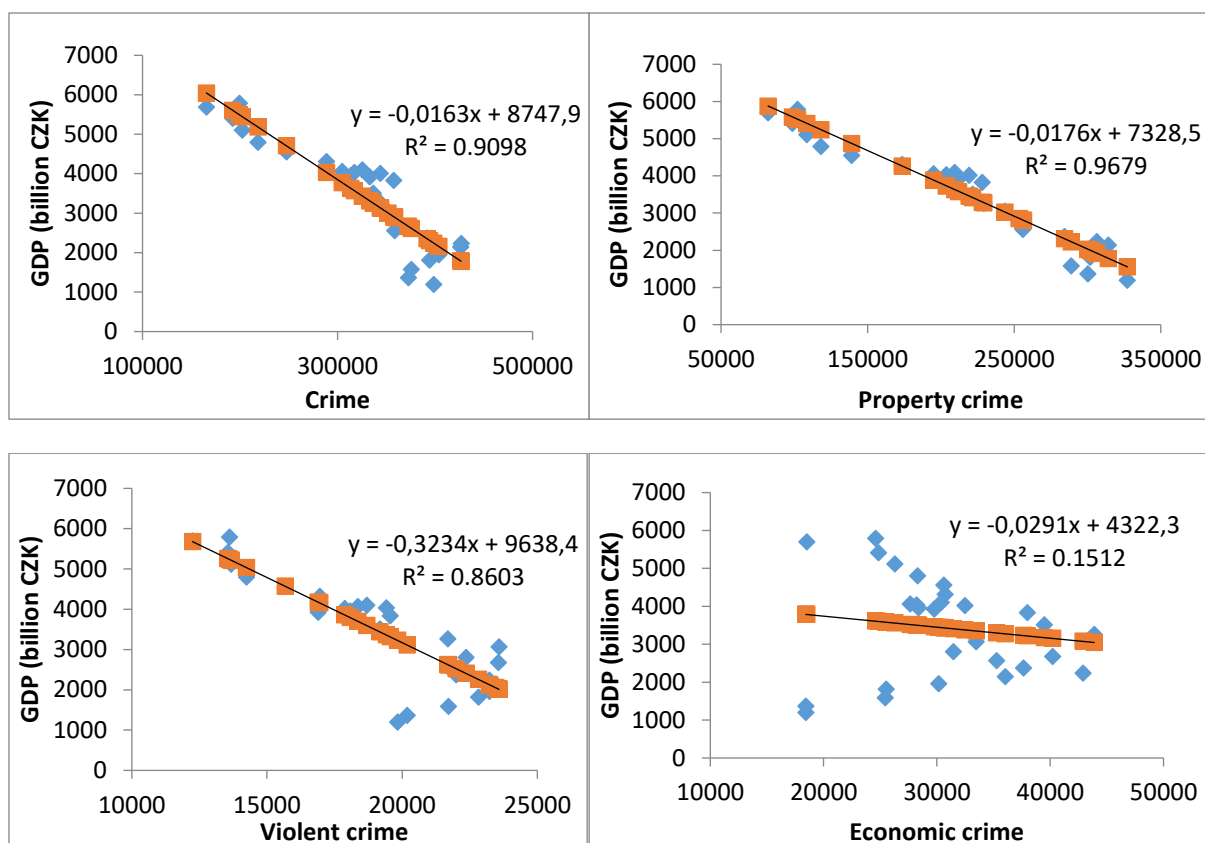 7000
6000
5000
4000
3000
2000
1000
0
GDP (billion CZK)
y = -0.0163x + 8747,9
R² = 0.9098
100000 300000 500000
Crime
7000
6000
5000
4000
3000
2000
1000
0
GDP (billion CZK)
y = -0.0176x + 7328,5
R² = 0.9679
50000 150000 250000 350000
Property crime
7000
6000
5000
4000
3000
2000
1000
0
GDP (billion CZK)
y = -0,3234x + 9638,4
R² = 0.8603
10000 15000 20000 25000
Violent crime
7000
6000
5000
4000
3000
2000
1000
0
GDP (billion CZK)
y = -0,0291x + 4322,3
R² = 0.1512
10000 20000 30000 40000 50000
Economic crime